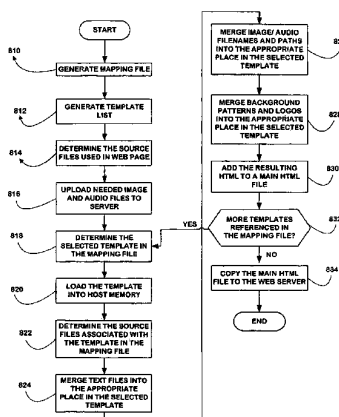 START
810
GENERATE MAPPING FILE
812
GENERATE TEMPLATE
LIST
814
DETERMINE THE SOURCE
FILES USED IN WEB PAGE
816
UPLOAD NEEDED IMAGE
AND AUDIO FILES TO
SERVER
818
DETERMINE THE
SELECTED TEMPLATE IN
THE MAPPING FILE
820
LOAD THE TEMPLATE
INTO HOST MEMORY
822
DETERMINE THE SOURCE
FILES ASSOCIATED WITH
THE TEMPLATE IN THE
MAPPING FILE
824
MERGE TEXT FILES INTO
THE APPROPRIATE
PLACE IN THE SELECTED
TEMPLATE
MERGE IMAGE/ AUDIO
FILENAMES AND PATHS
INTO THE APPROPRIATE
PLACE IN THE SELECTED
TEMPLATE
MERGE BACKGROUND
PATTERNS AND LOGOS
INTO THE APPROPRIATE
PLACE IN THE SELECTED
TEMPLATE
828
ADD THE RESULTING
HTML TO A MAIN HTML
FILE
830
YES
MORE TEMPLATES
REFERENCED IN
THE MAPPING FILE?
832
NO
COPY THE MAIN HTML
FILE TO THE WEB SERVER
834
END